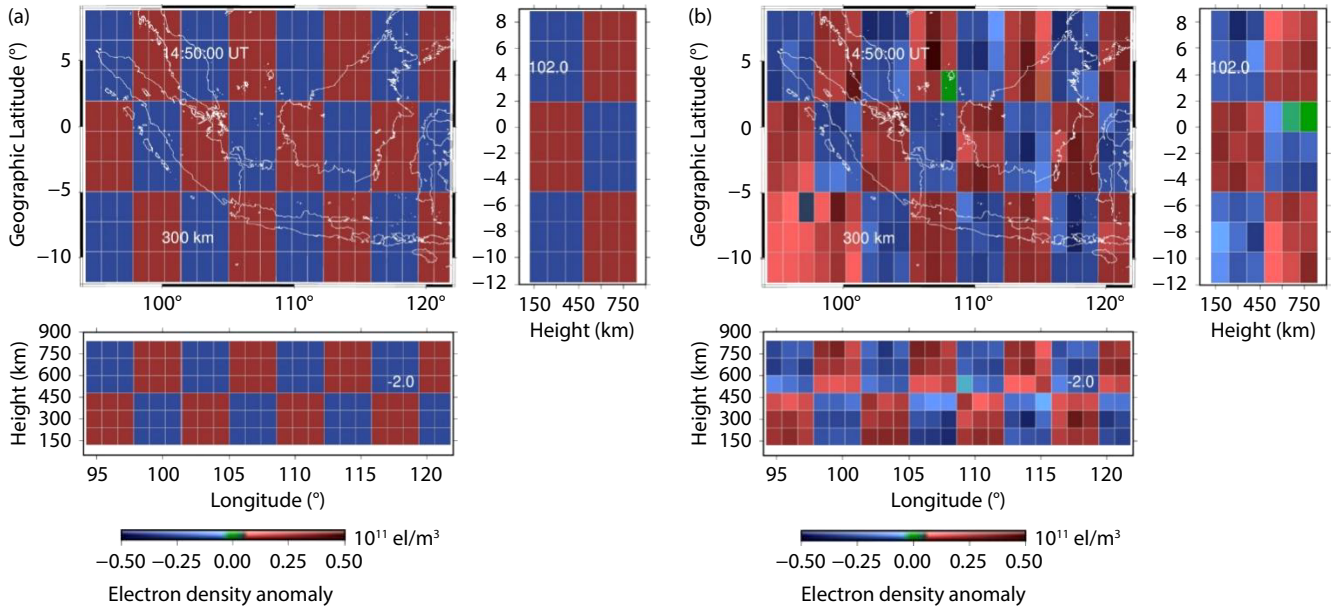 (a)
Geographic Latitude (°)
5
0
−5
−10
14:50:00 UT
300 km
100°
110°
120°
8
6
4
2
0
−2
−4
−6
−8
−10
−12
102.0
150 450 750
Height (km)
Height (km)
900
750
600
450
300
150
-2.0
95 100 105 110 115 120
Longitude (°)
10¹¹ el/m³
−0.50 −0.25 0.00 0.25 0.50
Electron density anomaly
(b)
Geographic Latitude (°)
5
0
−5
−10
14:50:00 UT
300 km
100°
110°
120°
8
6
4
2
0
−2
−4
−6
−8
−10
−12
102.0
150 450 750
Height (km)
Height (km)
900
750
600
450
300
150
-2.0
95 100 105 110 115 120
Longitude (°)
10¹¹ el/m³
−0.50 −0.25 0.00 0.25 0.50
Electron density anomaly